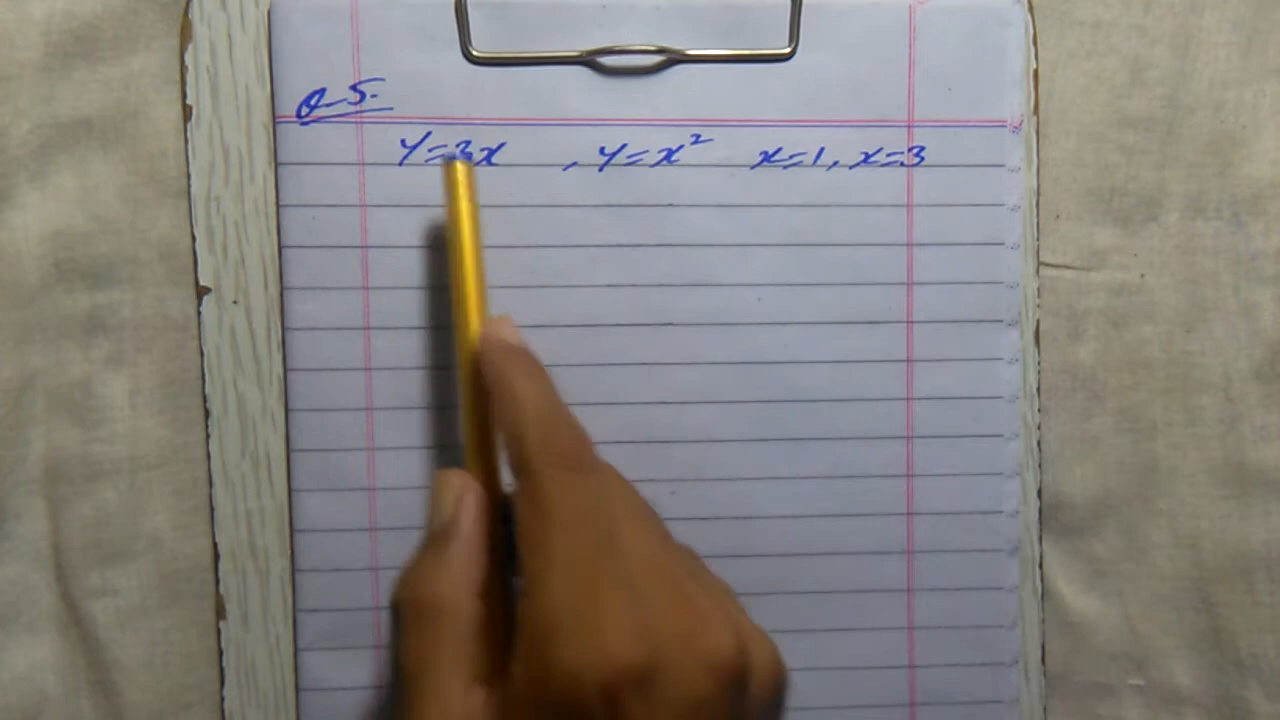 Q-5.
y=3x , y=x² x=1, x=3